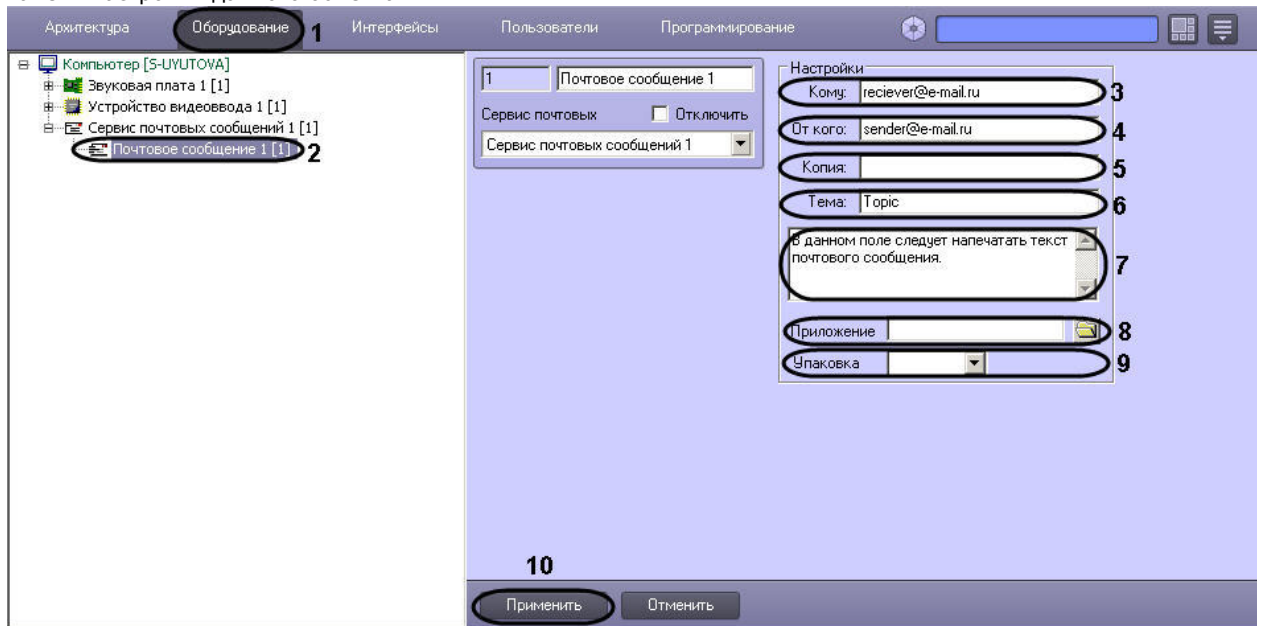 Архитектура Оборудование 1 Интерфейсы Пользователи Программирование
Компьютер [S-UYUTOVA]
Звуковая плата 1 [1]
Устройство видеоввода 1 [1]
Сервис почтовых сообщений 1 [1]
Почтовое сообщение 1 [1] 2
1 Почтовое сообщение 1
Сервис почтовых Отключить
Сервис почтовых сообщений 1
Настройки
Кому: reciever@e-mail.ru 3
От кого: sender@e-mail.ru 4
Копия: 5
Тема: Topic 6
В данном поле следует напечатать текст
почтового сообщения. 7
Приложение 8
Упаковка 9
10
Применить Отменить